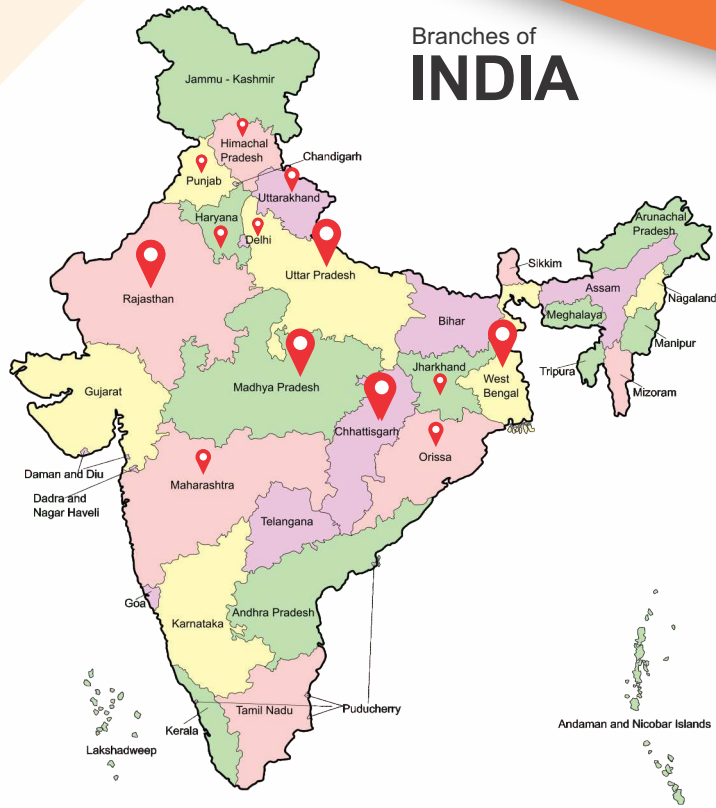 Branches of
INDIA
Jammu - Kashmir
Himachal
Pradesh
Chandigarh
Punjab
Uttarakhand
Haryana
Delhi
Arunachal
Pradesh
Sikkim
Uttar Pradesh
Assam
Rajasthan
Nagaland
Meghalaya
Bihar
Manipur
Jharkhand
Tripura
West
Bengal
Gujarat
Madhya Pradesh
Mizoram
Chhattisgarh
Orissa
Daman and Diu
Maharashtra
Dadra and
Nagar Haveli
Telangana
Goa
Andhra Pradesh
Karnataka
Puducherry
Tamil Nadu
Kerala
Andaman and Nicobar Islands
Lakshadweep